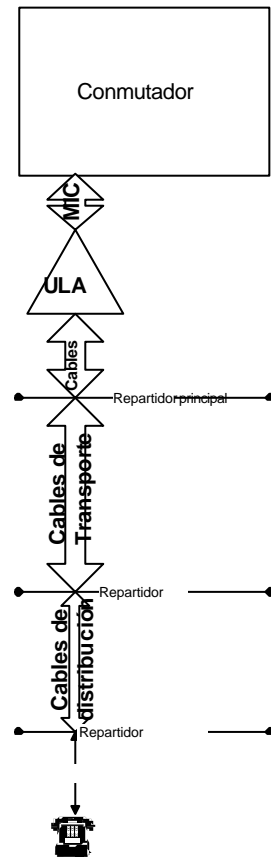 Conmutador
MIC
ULA
Cables
Repartidor principal
Cables de
Transporte
Repartidor
Cables de
distribución
Repartidor